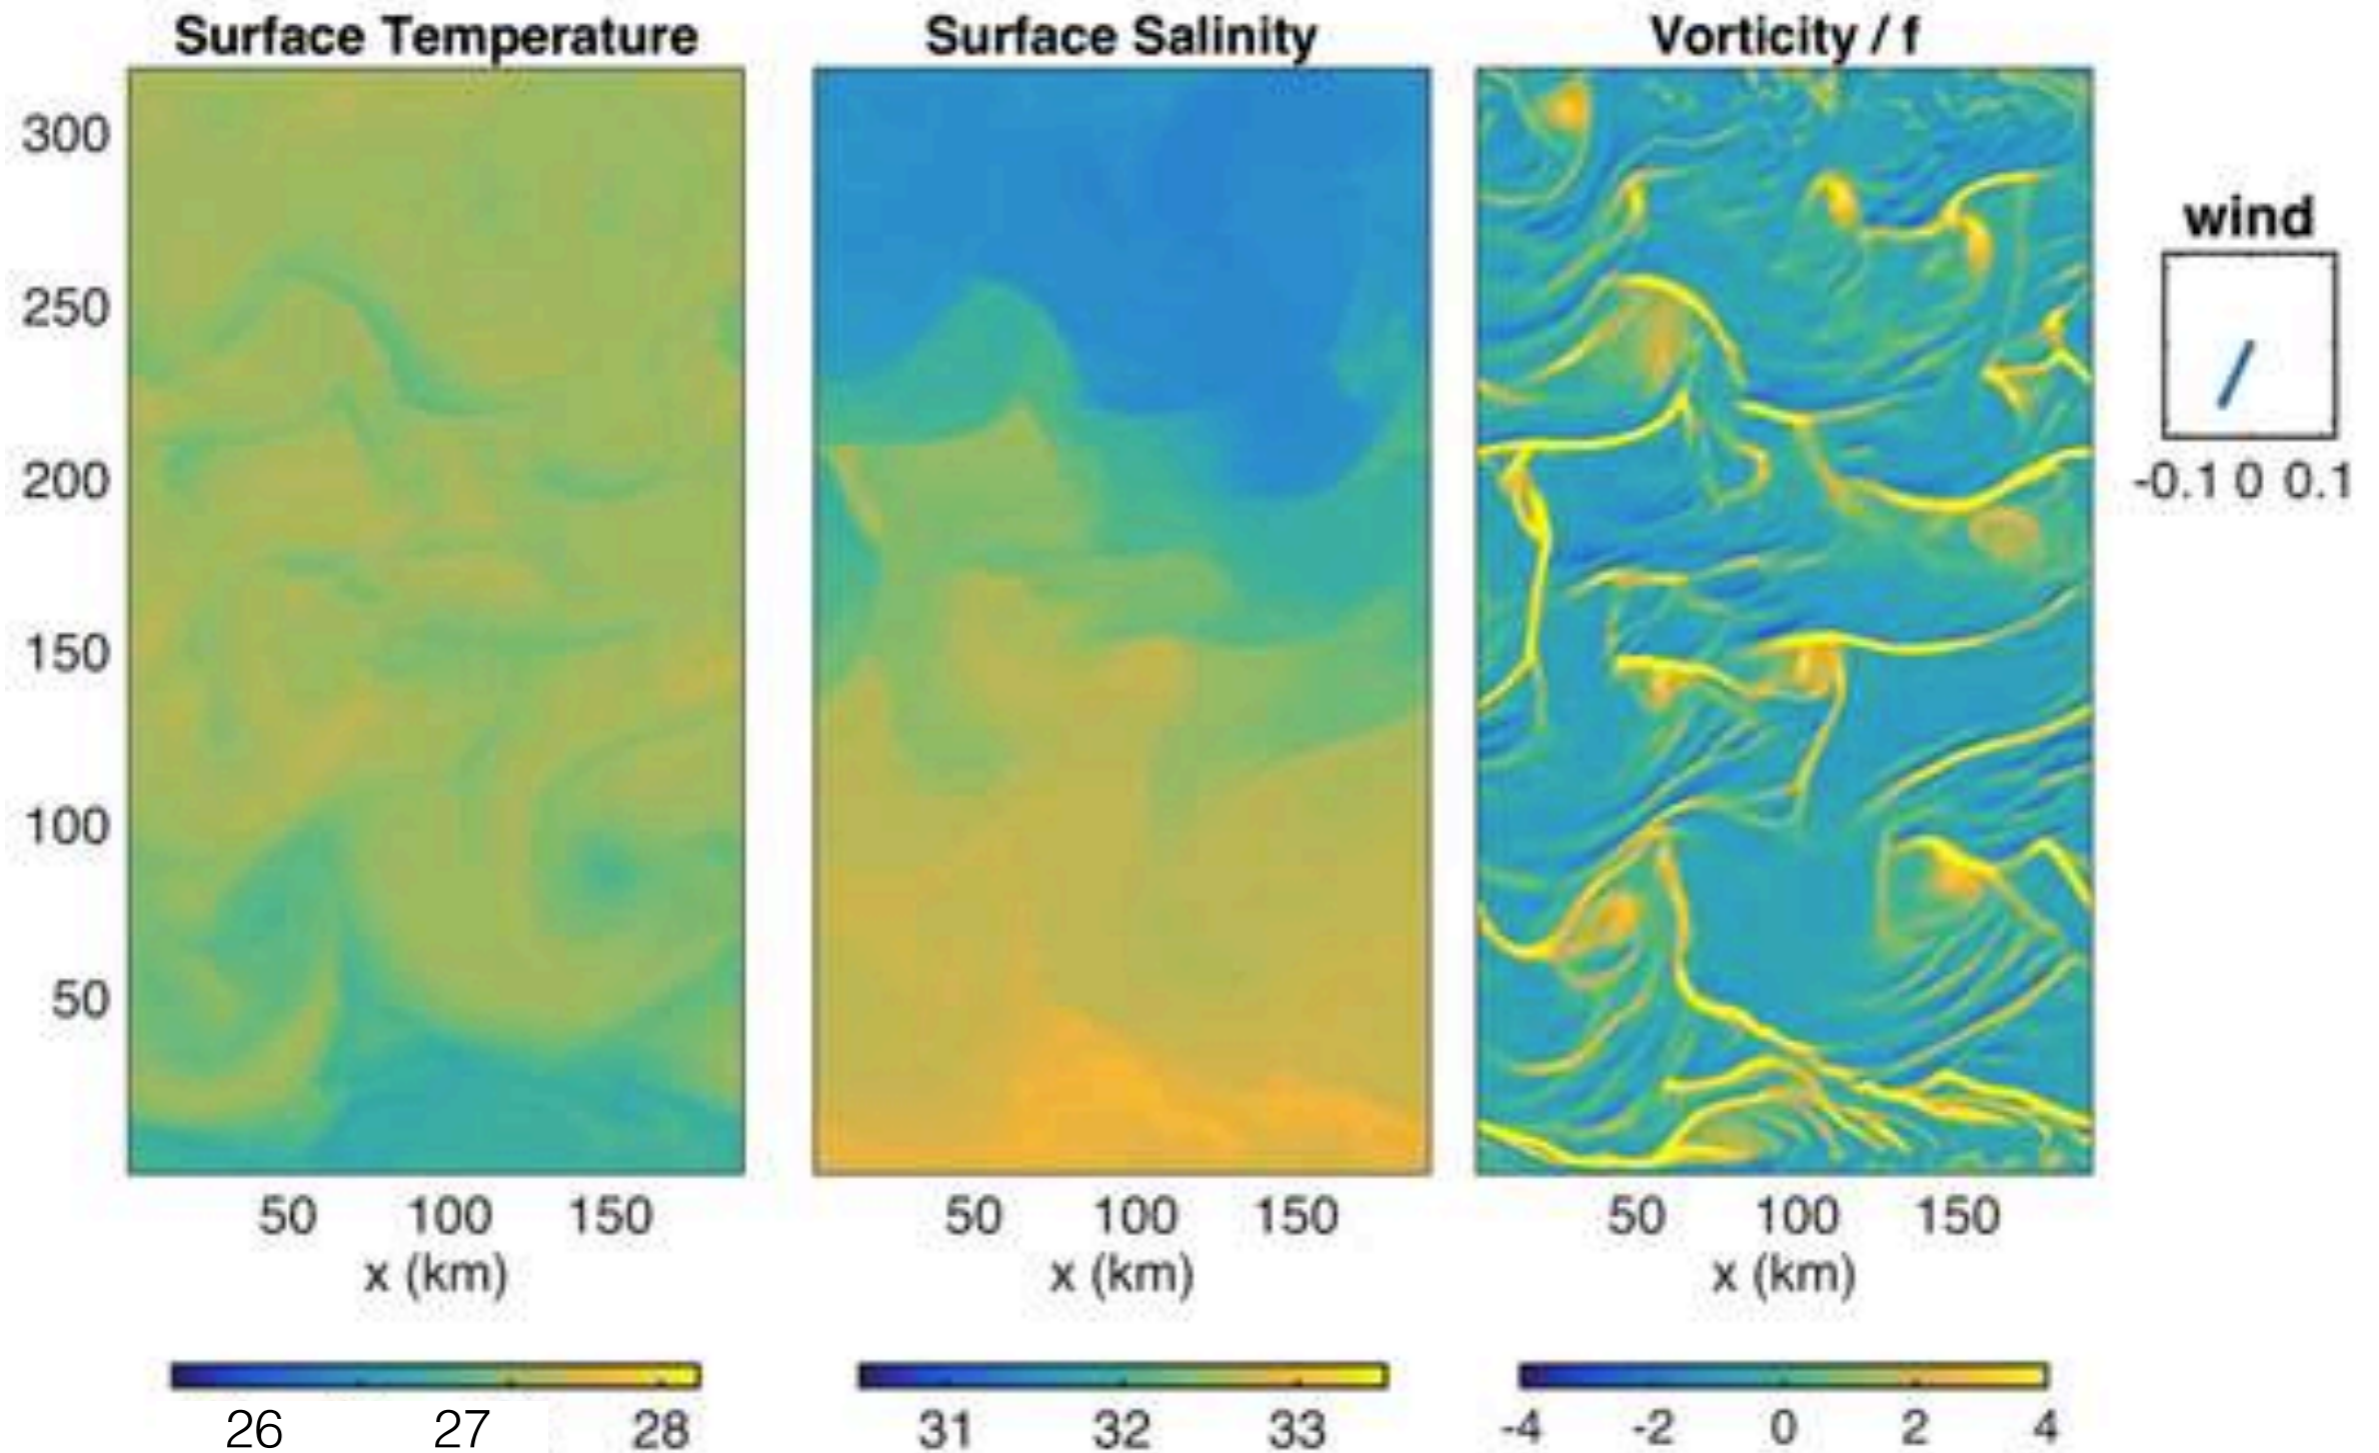 Surface Temperature
Surface Salinity
Vorticity / f
300
250
200
150
100
50
wind
-0.1 0 0.1
50 100 150
x (km)
50 100 150
x (km)
50 100 150
x (km)
26 27 28
31 32 33
-4 -2 0 2 4